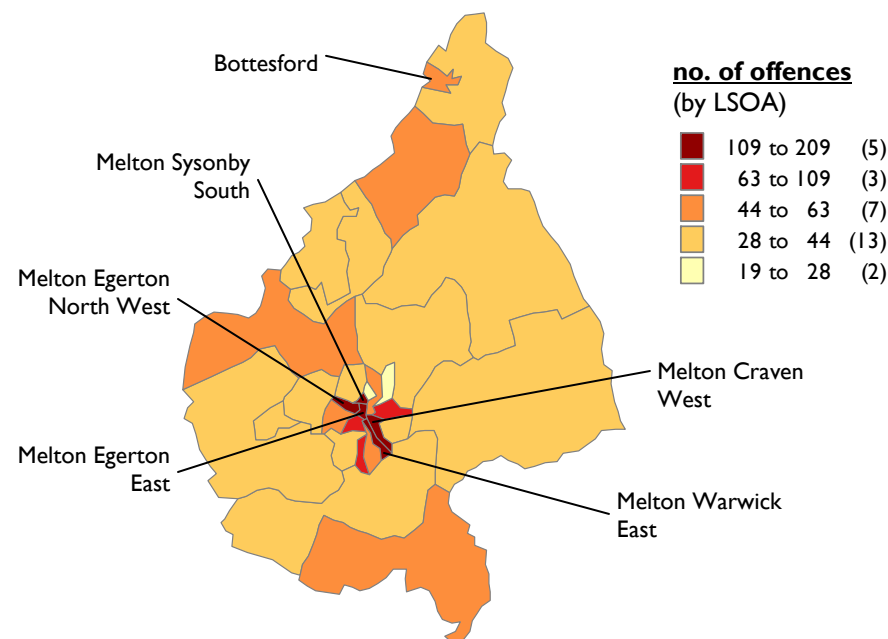 Bottesford
Melton Sysonby
South
Melton Egerton
North West
Melton Egerton
East
Melton Craven
West
Melton Warwick
East
no. of offences
(by LSOA)
109 to 209 (5)
63 to 109 (3)
44 to 63 (7)
28 to 44 (13)
19 to 28 (2)